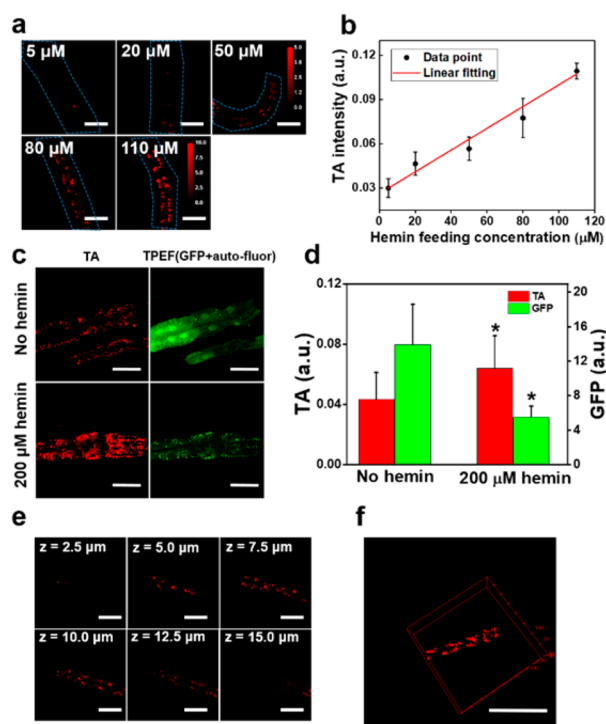 a
5 μM
20 μM
50 μM
5.0
2.5
1.2
0.0
80 μM
110 μM
10.0
7.5
5.0
2.5
0.0
b
0.12
0.09
0.06
0.03
TA intensity (a.u.)
Data point
Linear fitting
0 20 40 60 80 100 120
Hemin feeding concentration (μM)
c
TA TPEF(GFP+auto-fluor)
No hemin
200 μM hemin
d
0.12
0.08
0.04
0.00
TA (a.u.)
TA
GFP
20
16
12
8
4
0
GFP (a.u.)
*
*
No hemin 200 μM hemin
e
z = 2.5 μm z = 5.0 μm z = 7.5 μm
z = 10.0 μm z = 12.5 μm z = 15.0 μm
f